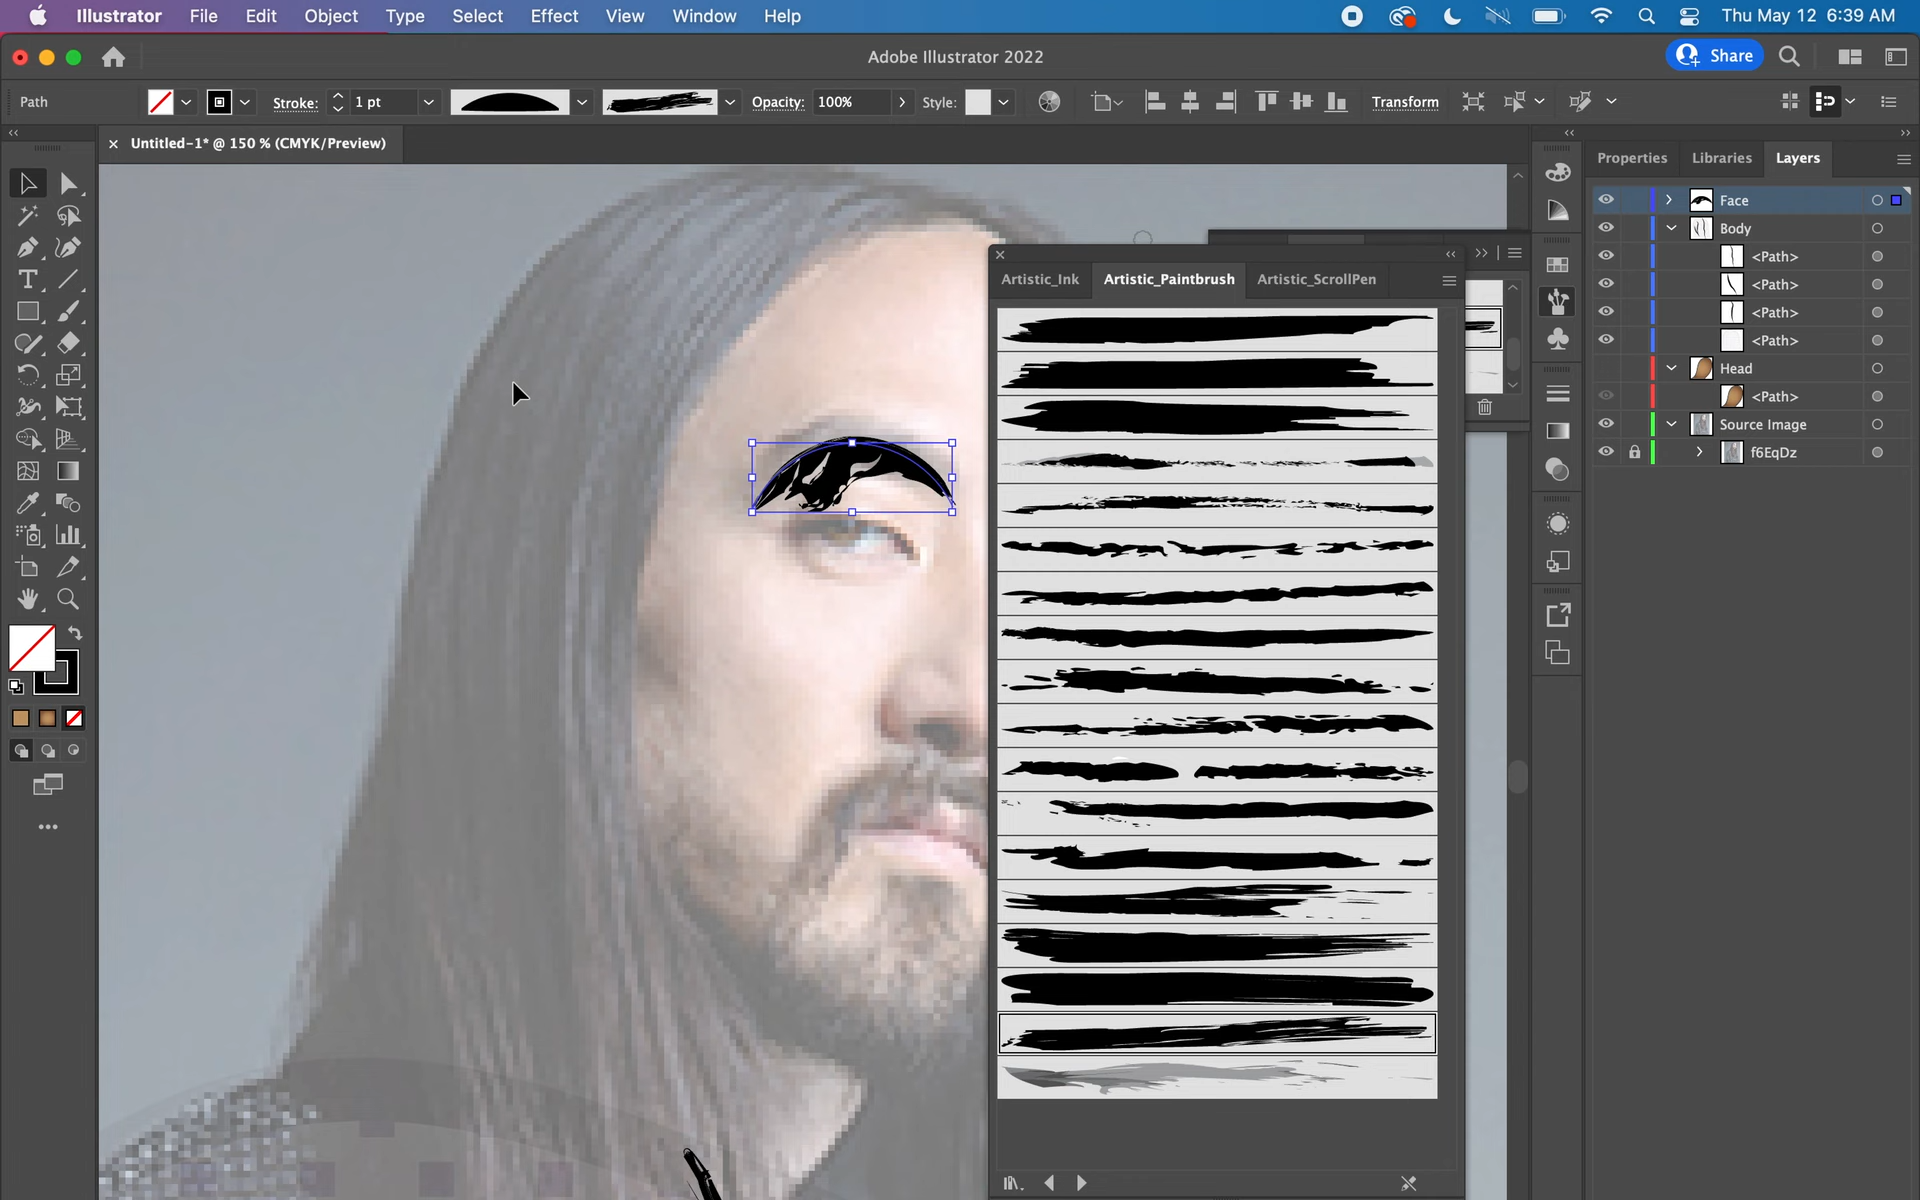 Illustrator File Edit Object Type Select Effect View Window Help
Thu May 12 6:39 AM
Adobe Illustrator 2022
Share
Path
Stroke: 1 pt
Opacity: 100%
Style:
Transform
× Untitled-1* @ 150 % (CMYK/Preview)
Properties Libraries Layers
Face
Body
<Path>
<Path>
<Path>
<Path>
Head
<Path>
Source Image
f6EqDz
Artistic_Ink Artistic_Paintbrush Artistic_ScrollPen